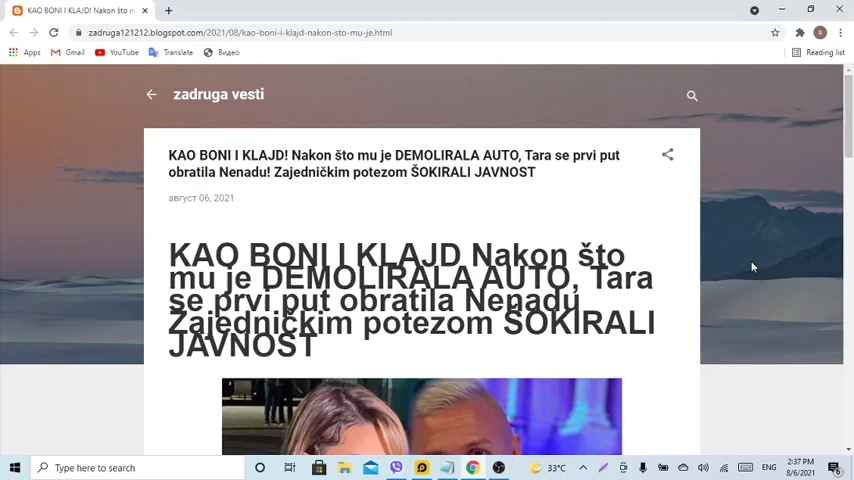 KAO BONI I KLAJD! Nakon što m
zadruga121212.blogspot.com/2021/08/kao-boni-i-klajd-nakon-sto-mu-je.html
B
Apps
Gmail
YouTube
Translate
Видео
Reading list
zadruga vesti
KAO BONI I KLAJD! Nakon što mu je DEMOLIRALA AUTO, Tara se prvi put
obratila Nenadu! Zajedničkim potezom ŠOKIRALI JAVNOST
август 06, 2021
KAO BONI I KLAJD Nakon što
mu je DEMOLIRALA AUTO, Tara
se prvi put obratila Nenadu
Zajedničkim potezom ŠOKIRALI
JAVNOST
Type here to search
33°C
ENG
2:37 PM
8/6/2021